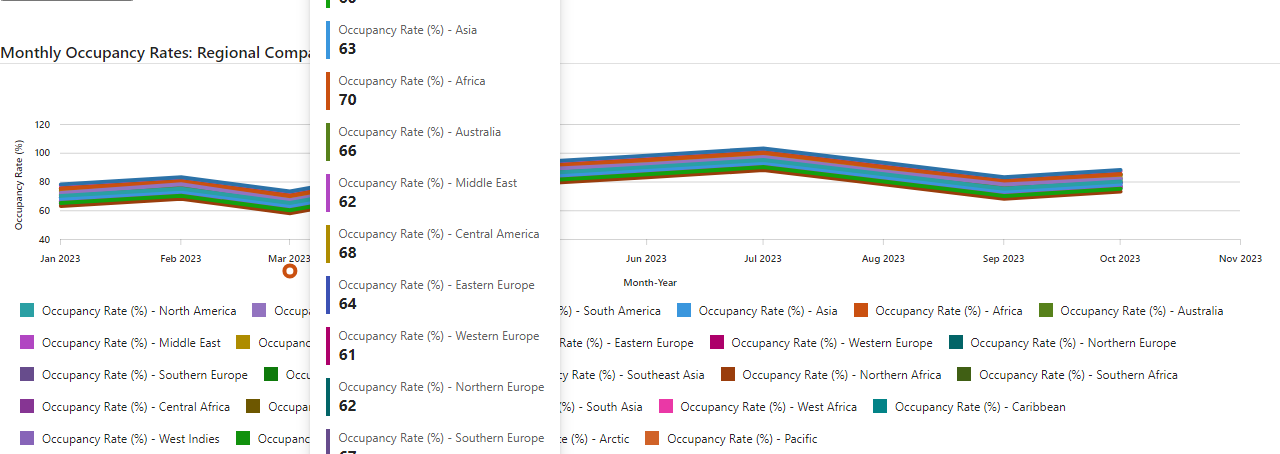 Monthly Occupancy Rates: Regional Compa
Occupancy Rate (%) - Asia
63
Occupancy Rate (%) - Africa
70
Occupancy Rate (%) - Australia
66
Occupancy Rate (%) - Middle East
62
Occupancy Rate (%) - Central America
68
Occupancy Rate (%) - Eastern Europe
64
Occupancy Rate (%) - Western Europe
61
Occupancy Rate (%) - Northern Europe
62
Occupancy Rate (%) - Southern Europe
Occupancy Rate (%)
120
100
80
60
40
Jan 2023 Feb 2023 Mar 2023 Jun 2023 Jul 2023 Aug 2023 Sep 2023 Oct 2023 Nov 2023
Month-Year
Occupancy Rate (%) - North America Occupa %) - South America Occupancy Rate (%) - Asia Occupancy Rate (%) - Africa Occupancy Rate (%) - Australia
Occupancy Rate (%) - Middle East Occupanc Rate (%) - Eastern Europe Occupancy Rate (%) - Western Europe Occupancy Rate (%) - Northern Europe
Occupancy Rate (%) - Southern Europe Occu cy Rate (%) - Southeast Asia Occupancy Rate (%) - Northern Africa Occupancy Rate (%) - Southern Africa
Occupancy Rate (%) - Central Africa Occupa %) - South Asia Occupancy Rate (%) - West Africa Occupancy Rate (%) - Caribbean
Occupancy Rate (%) - West Indies Occupanc e (%) - Arctic Occupancy Rate (%) - Pacific